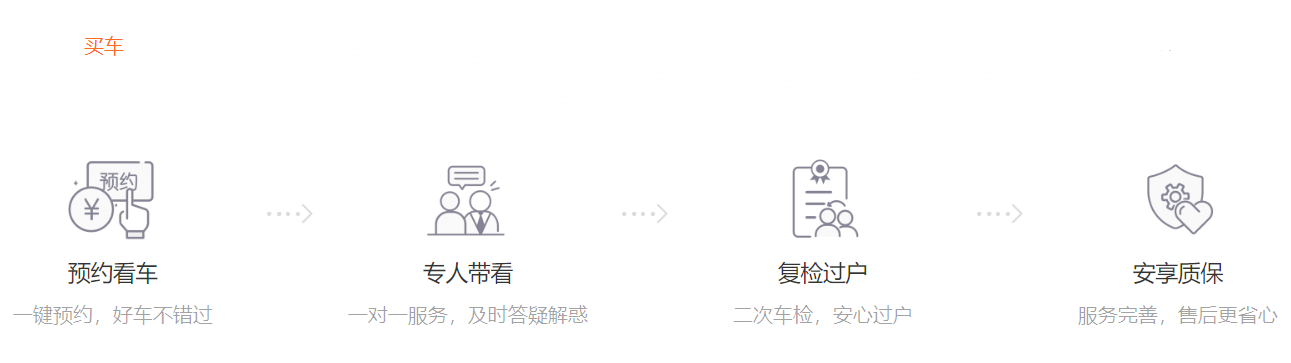 买车
预约
预约看车
专人带看
复检过户
安享质保
一键预约，好车不错过
一对一服务，及时答疑解惑
二次车检，安心过户
服务完善，售后更省心